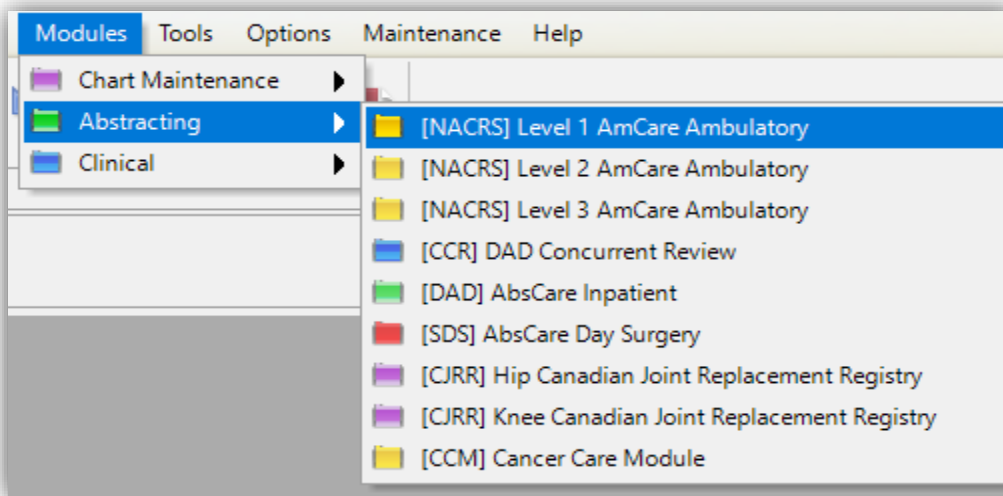 Modules Tools Options Maintenance Help
Chart Maintenance
Abstracting
Clinical
[NACRS] Level 1 AmCare Ambulatory
[NACRS] Level 2 AmCare Ambulatory
[NACRS] Level 3 AmCare Ambulatory
[CCR] DAD Concurrent Review
[DAD] AbsCare Inpatient
[SDS] AbsCare Day Surgery
[CJRR] Hip Canadian Joint Replacement Registry
[CJRR] Knee Canadian Joint Replacement Registry
[CCM] Cancer Care Module